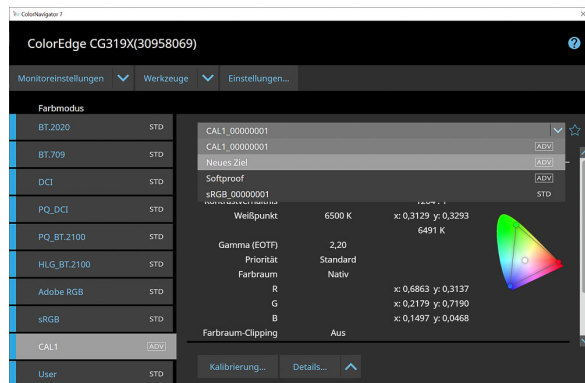 ColorNavigator 7
ColorEdge CG319X(30958069)
Monitoreinstellungen Werkzeuge Einstellungen...
Farbmodus
BT.2020 STD
BT.709 STD
DCI STD
PQ_DCI STD
PQ_BT.2100 STD
HLG_BT.2100 STD
Adobe RGB STD
sRGB STD
CAL1 ADV
User STD
CAL1_00000001
CAL1_00000001 ADV
Neues Ziel ADV
Softproof ADV
sRGB_00000001 STD
Kontrastverhältnis 1204 : 1
Weißpunkt 6500 K x: 0,3129 y: 0,3293
6491 K
Gamma (EOTF) 2,20
Priorität Standard
Farbraum Nativ
R x: 0,6863 y: 0,3137
G x: 0,2179 y: 0,7190
B x: 0,1497 y: 0,0468
Farbraum-Clipping Aus
Kalibrierung... Details...